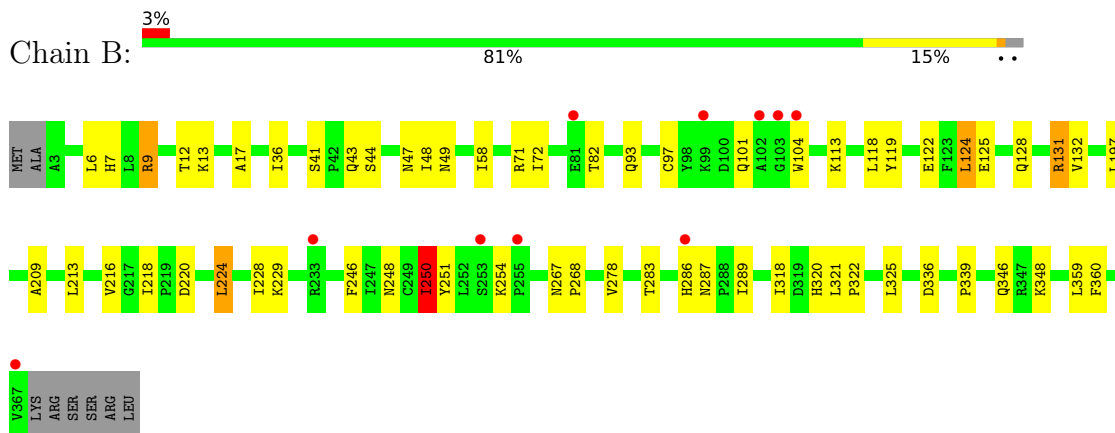 3%
Chain B:
81% 15% • •
MET ALA A3 L6 H7 L8 R9 T12 K13 A17 I36 S41 P42 Q43 S44 N47 I48 N49 I58 R71 I72 E81 T82 Q93 C97 Y98 K99 D100 Q101 A102 G103 W104 K113 L118 Y119 E122 F123 L124 E125 Q128 R131 V132 L197
A209 L213 V216 G217 I218 P219 D220 L224 I228 K229 R233 F246 I247 N248 C249 I250 Y251 L252 S253 K254 P255 N267 P268 V278 T283 H286 N287 P288 I289 I318 D319 H320 L321 P322 L325 D336 P339 Q346 R347 K348 L359 F360
V367 LYS ARG SER SER ARG LEU